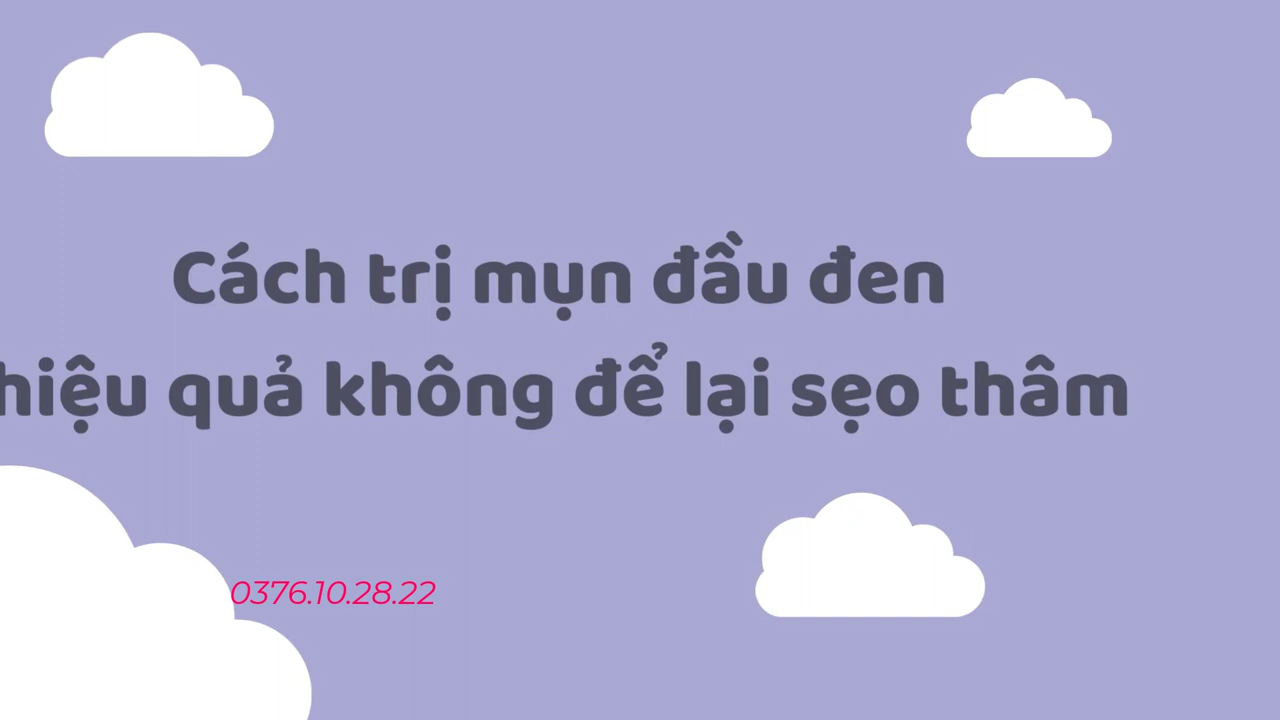 Cách trị mụn đầu đen
hiệu quả không để lại sẹo thâm
0376.10.28.22